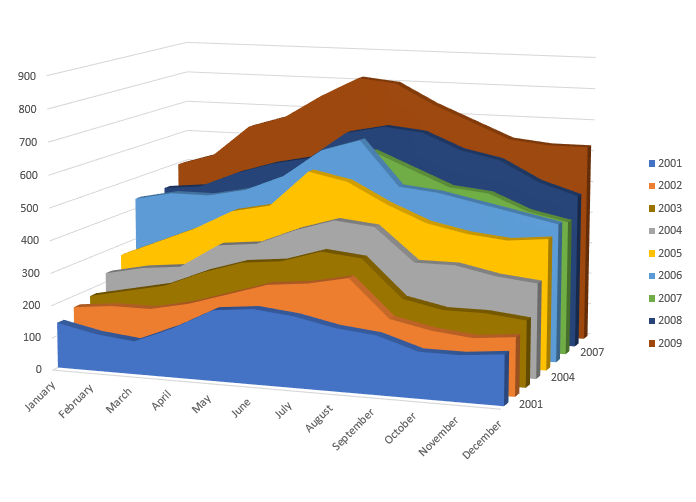 900
800
700
600
500
400
300
200
100
0
January
February
March
April
May
June
July
August
September
October
November
December
2001
2004
2007
2001
2002
2003
2004
2005
2006
2007
2008
2009